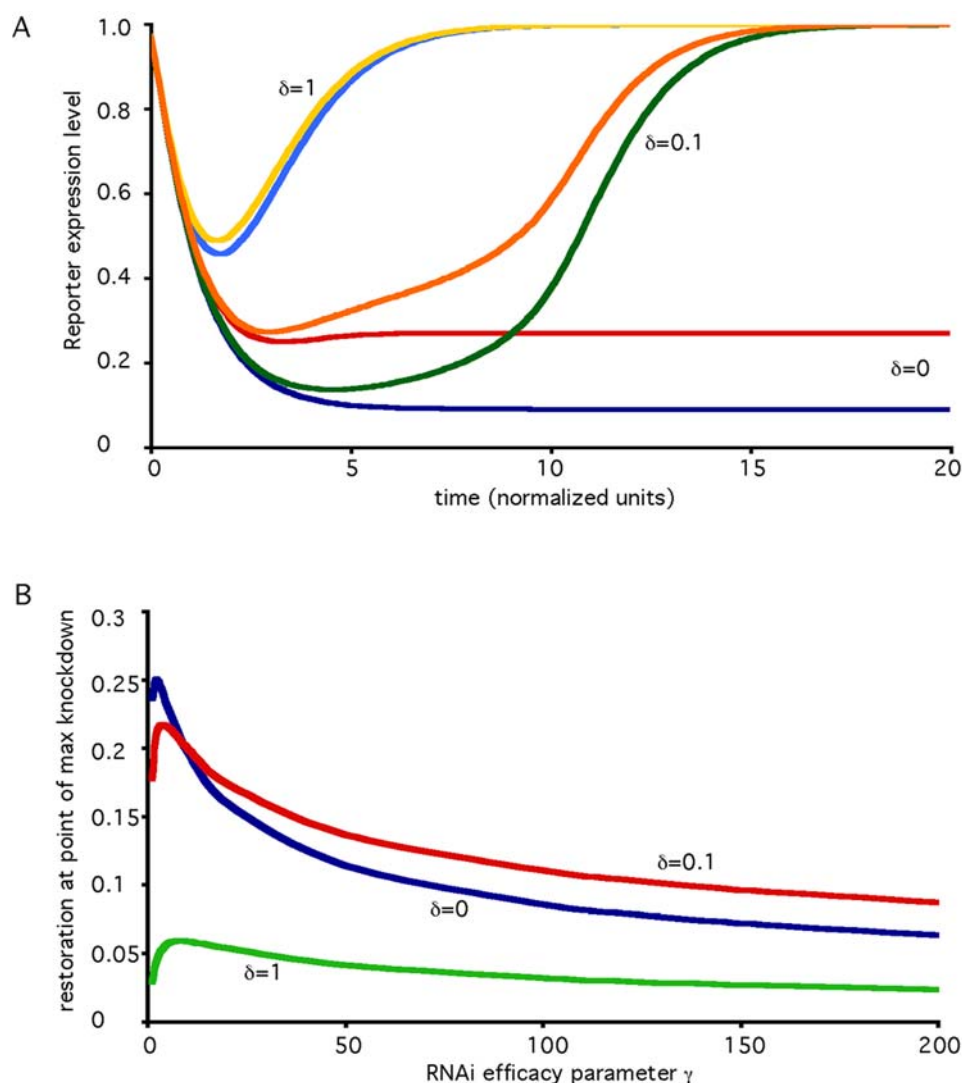 A
1.0
0.8
0.6
0.4
0.2
0
Reporter expression level
δ=1
δ=0.1
δ=0
0 5 10 15 20
time (normalized units)
B
0.3
0.25
0.2
0.15
0.1
0.05
0
restoration at point of max knockdown
δ=0.1
δ=0
δ=1
0 50 100 150 200
RNAi efficacy parameter γ